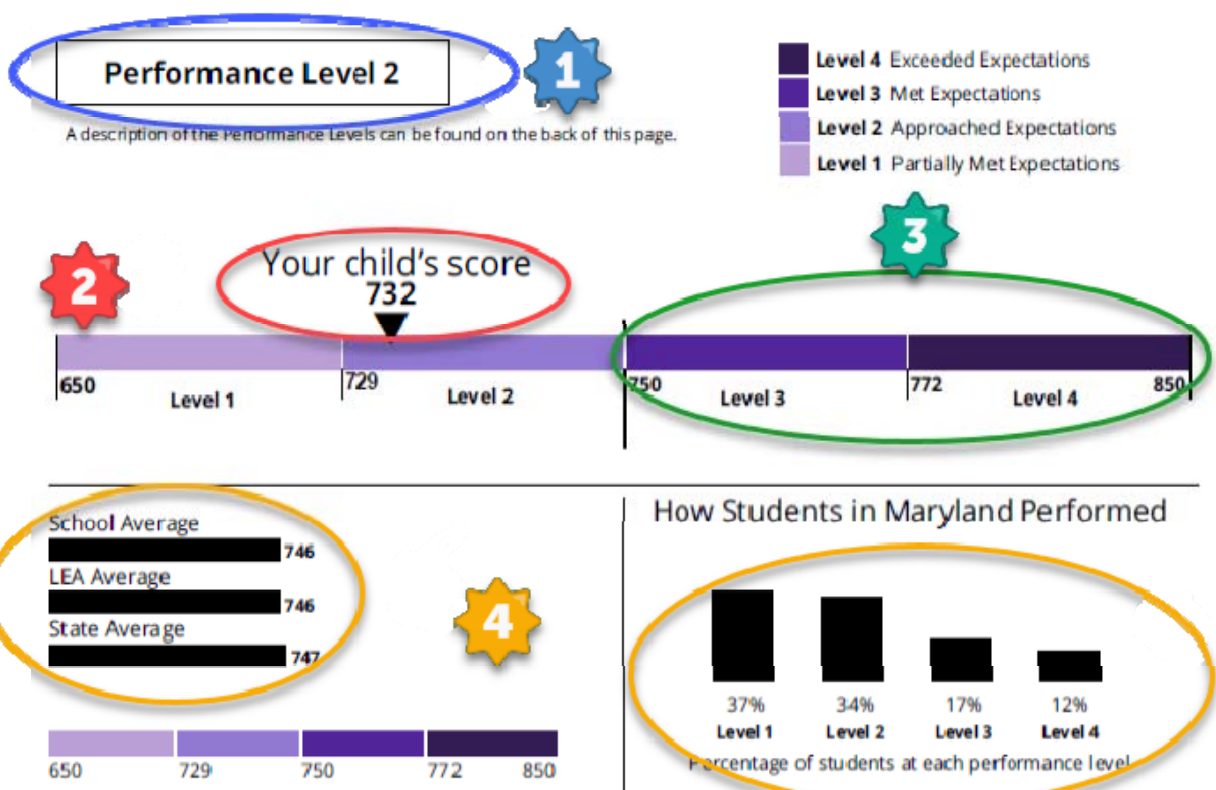 Performance Level 2
1
A description of the Performance Levels can be found on the back of this page.
Level 4 Exceeded Expectations
Level 3 Met Expectations
Level 2 Approached Expectations
Level 1 Partially Met Expectations
3
2
Your child's score
732
650
Level 1
729
Level 2
750
Level 3
772
Level 4
850
School Average
746
LEA Average
746
State Average
747
4
650
729
750
772
850
How Students in Maryland Performed
37%
34%
17%
12%
Level 1
Level 2
Level 3
Level 4
Percentage of students at each performance level